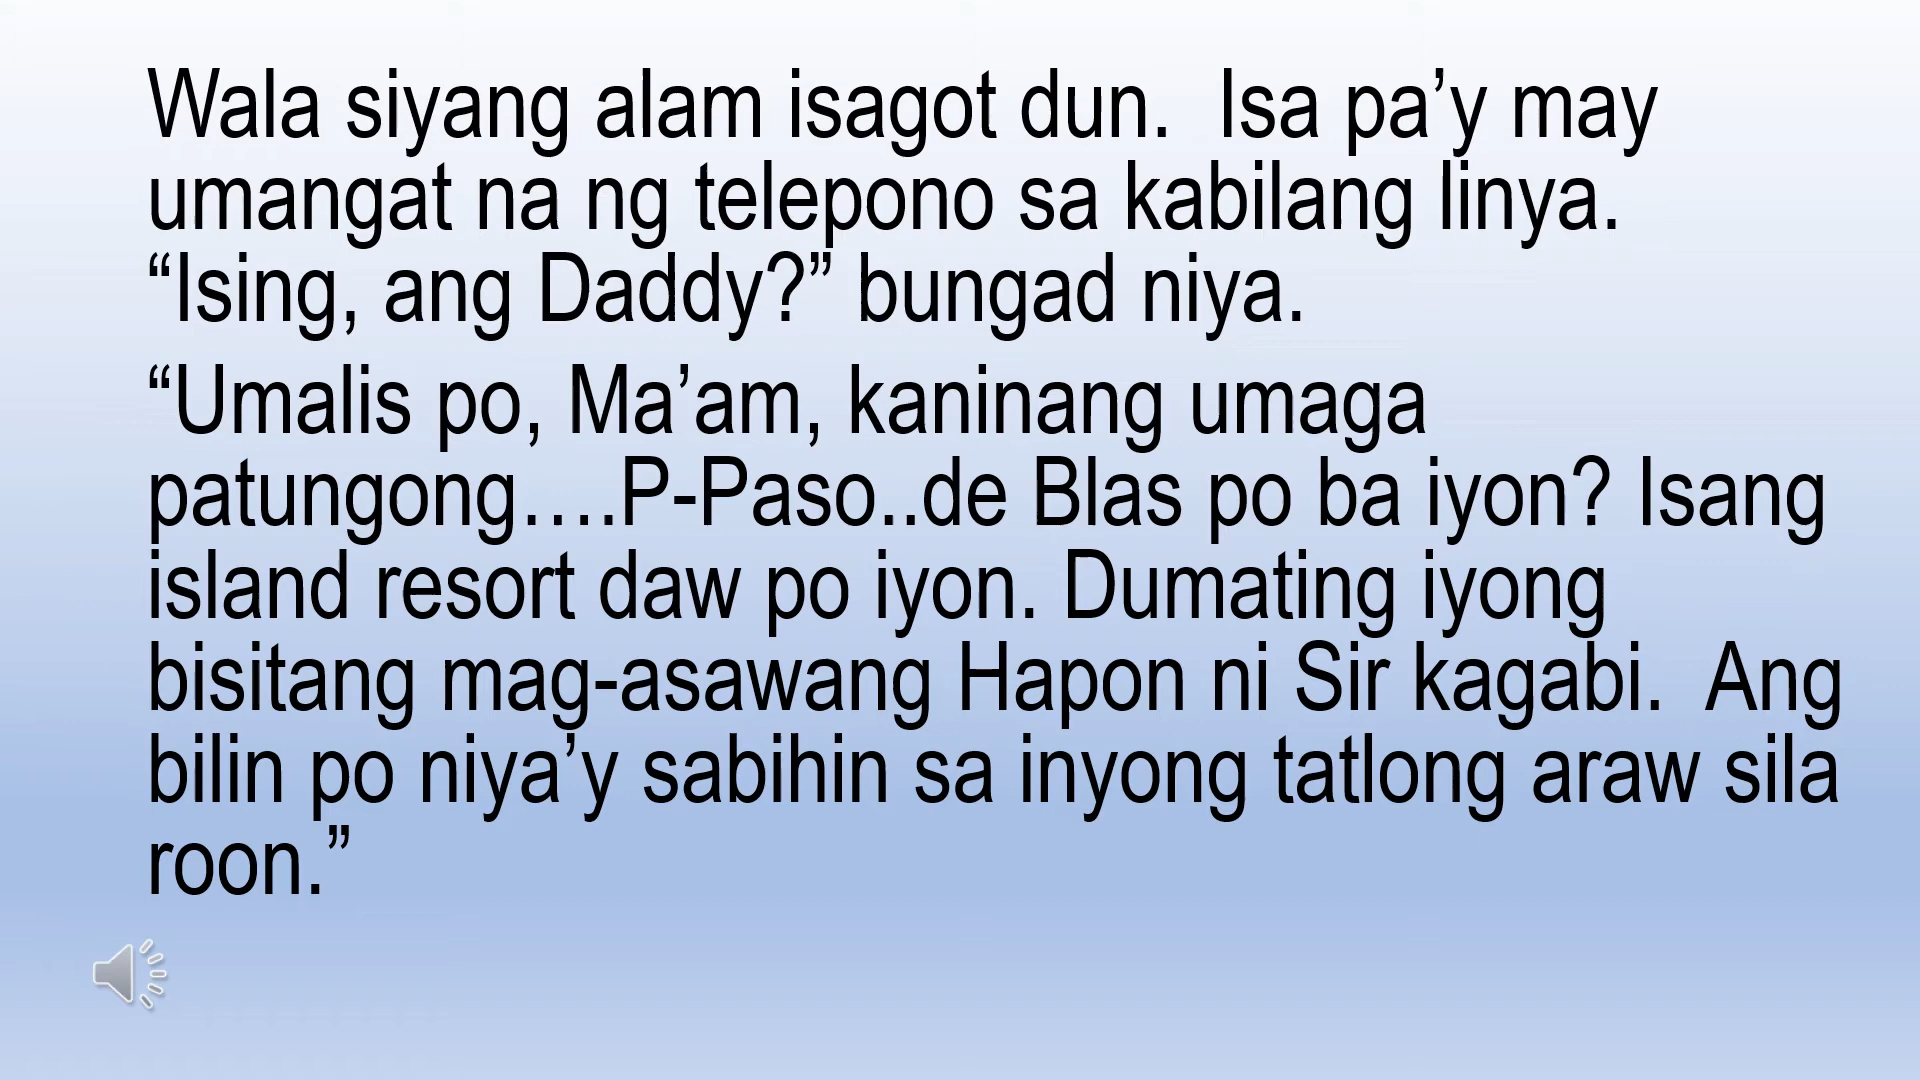 Wala siyang alam isagot dun.  Isa pa’y may
umangat na ng telepono sa kabilang linya.
“Ising, ang Daddy?” bungad niya.
“Umalis po, Ma’am, kaninang umaga
patungong….P-Paso..de Blas po ba iyon? Isang
island resort daw po iyon. Dumating iyong
bisitang mag-asawang Hapon ni Sir kagabi.  Ang
bilin po niya’y sabihin sa inyong tatlong araw sila
roon.”